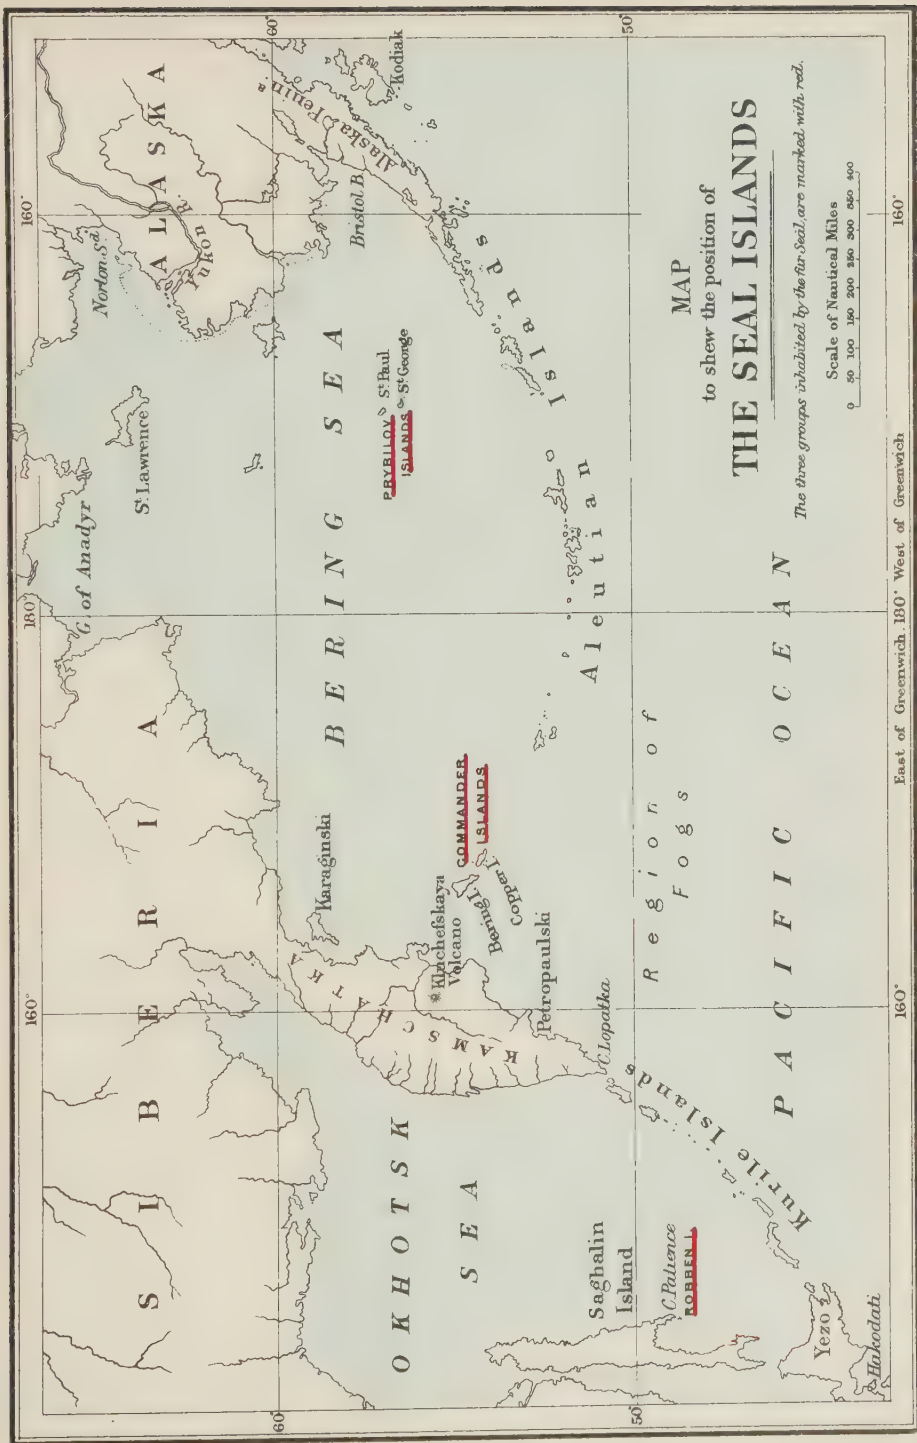 160°
180°
160°
60°
SIBERIA
G. of Anadyr
St. Lawrence
Norton Sd.
ALASKA
Yukon R.
60°
Karaginski
BERING SEA
Bristol B.
Alaska Penin.
Kodiak
KAMSCHATKA
Kluchefskaya
Volcano
COMMANDER
ISLANDS
Bering I.
Copper I.
PRYBILOV
ISLANDS
St. Paul
St. George
OKHOTSK
SEA
Petropaulski
C. Lopatka
Aleutian Islands
50°
50°
Saghalin
Island
C. Patience
ROBBEN I.
Kurile Islands
Region of
Fogs
PACIFIC OCEAN
Yezo
Hakodati
MAP
to shew the position of
THE SEAL ISLANDS
The three groups inhabited by the fur Seal, are marked with red.
Scale of Nautical Miles
0 50 100 150 200 250 300 350 400
160°
East of Greenwich. 180° West of Greenwich
160°